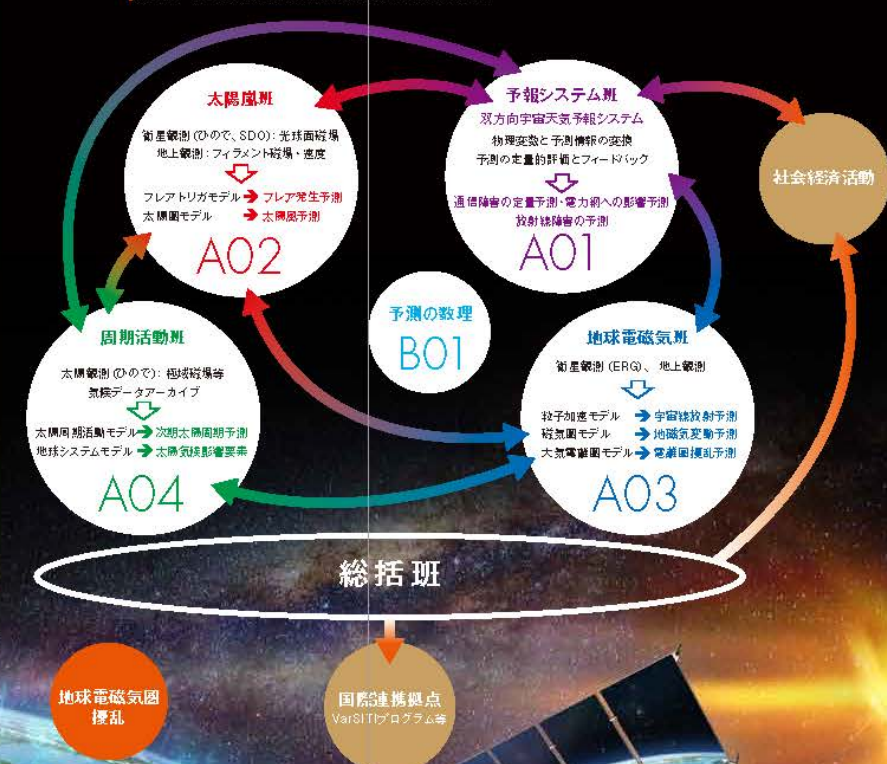 太陽嵐班
衛星観測(ひので、SDO): 光球面磁場
地上観測: フィラメント磁場・速度
フレアトリガモデル➔フレア発生予測
太陽圏モデル ➔ 太陽風予測
A02
予報システム班
双方向宇宙天気予報システム
物理変数と予測情報の変換
予測の定量的評価とフィードバック
通信障害の定量予測・電力網への影響予測
放射線障害の予測
A01
社会経済活動
予測の数理
B01
周期活動班
太陽観測(ひので): 極域磁場等
気候データアーカイブ
太陽周期活動モデル➔次期太陽周期予測
地球システムモデル➔太陽気候影響要素
A04
地球電磁気班
衛星観測(ERG)、地上観測
粒子加速モデル ➔宇宙線放射予測
磁気圏モデル ➔地磁気変動予測
大気電離圏モデル➔電離圏擾乱予測
A03
総括班
地球電磁気圏
擾乱
国際連携拠点
VarSITIプログラム等